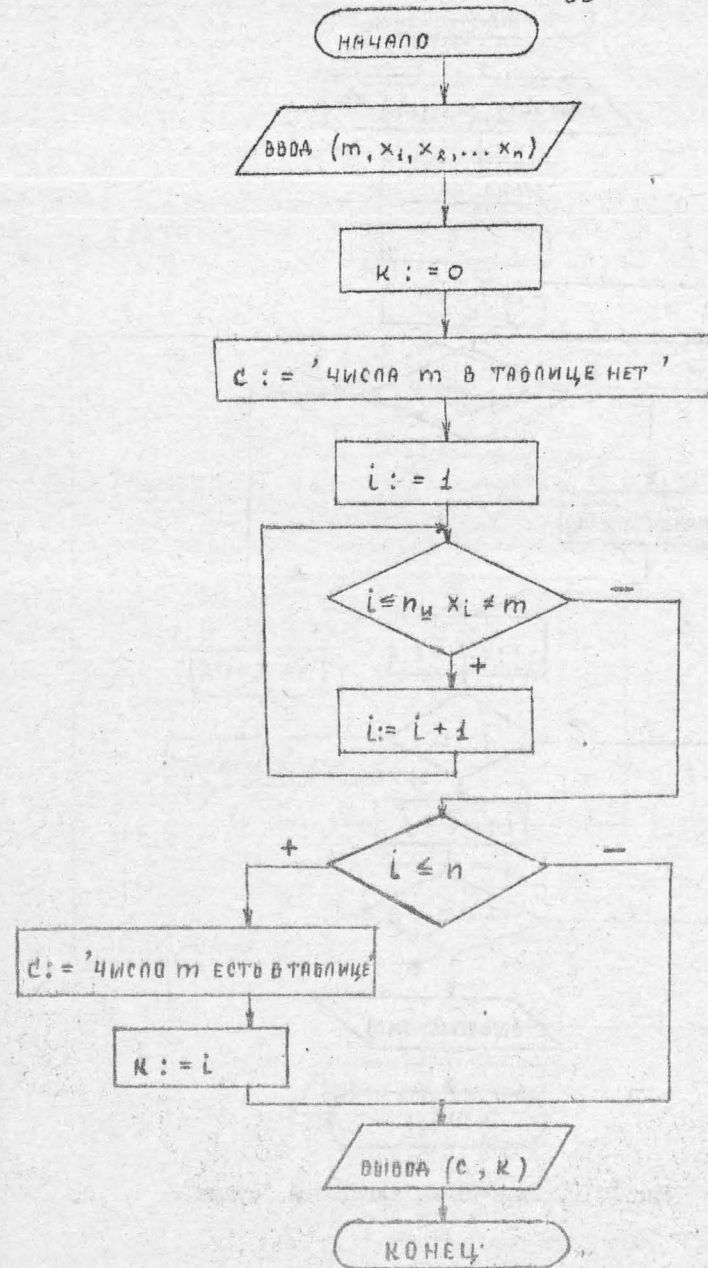 НАЧАЛО
ВВОД (m, x₁, x₂, ... xₙ)
к := 0
с := 'ЧИСЛА m В ТАБЛИЦЕ НЕТ'
i := 1
i ≤ n и xᵢ ≠ m
–
+
i := i + 1
i ≤ n
+
–
с := 'ЧИСЛО m ЕСТЬ В ТАБЛИЦЕ'
к := i
ВЫВОД (с, к)
КОНЕЦ